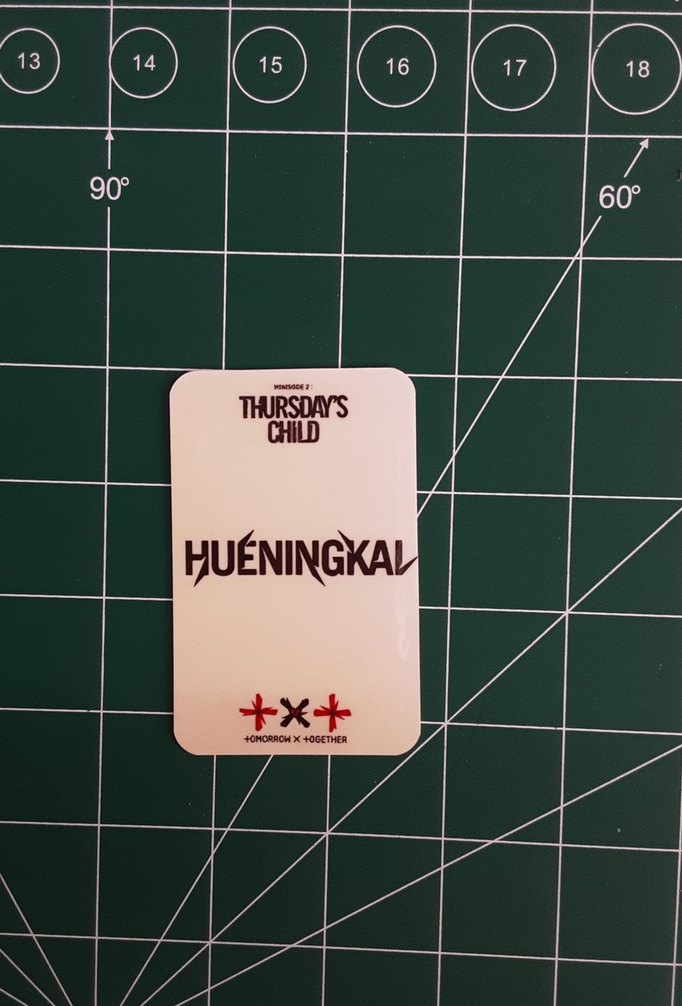 13 14 15 16 17 18
90° 60°
MINISODE 2:
THURSDAY'S
CHILD
HUENINGKAI
+X+
+OMORROW X +OGETHER